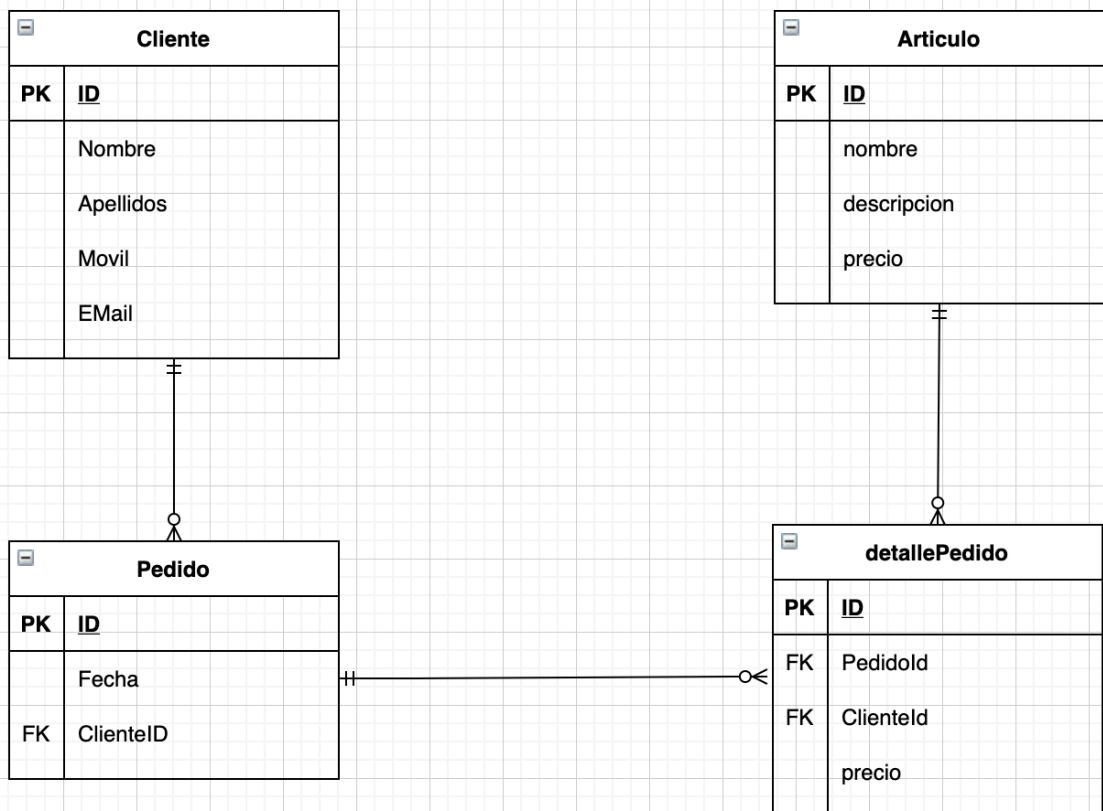 Cliente
PK ID
Nombre
Apellidos
Movil
EMail
Articulo
PK ID
nombre
descripcion
precio
Pedido
PK ID
Fecha
FK ClienteID
detallePedido
PK ID
FK PedidoId
FK ClienteId
precio